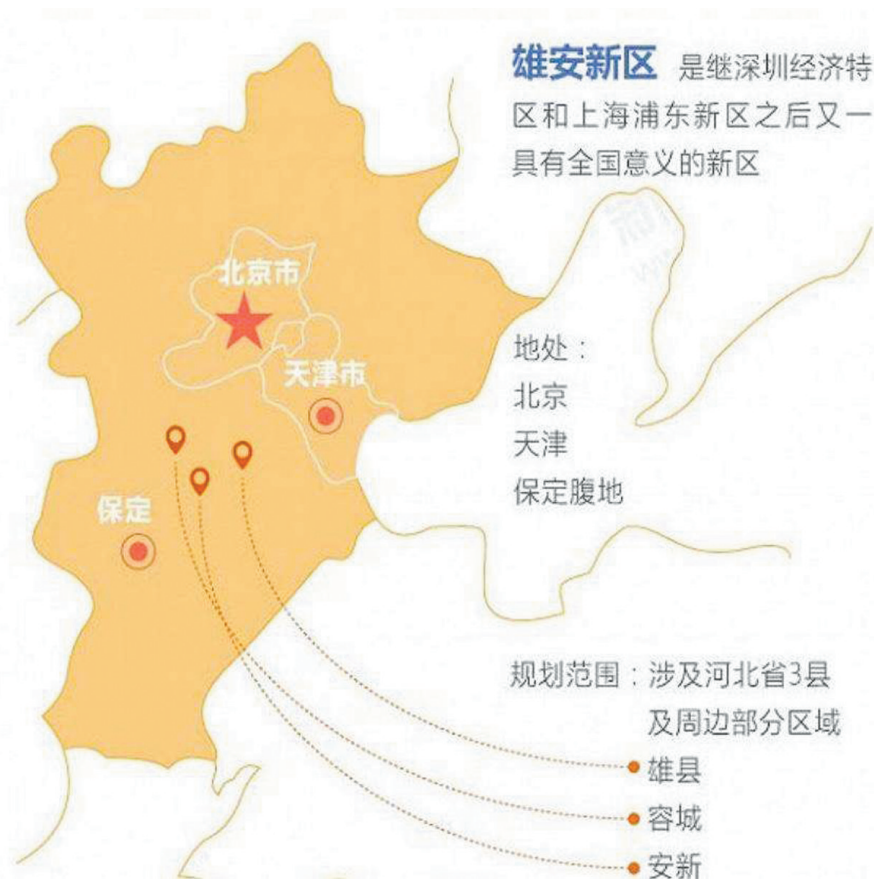 雄安新区 是继深圳经济特
区和上海浦东新区之后又一
具有全国意义的新区
北京市
天津市
保定
地处：
北京
天津
保定腹地
规划范围：涉及河北省3县
及周边部分区域
雄县
容城
安新